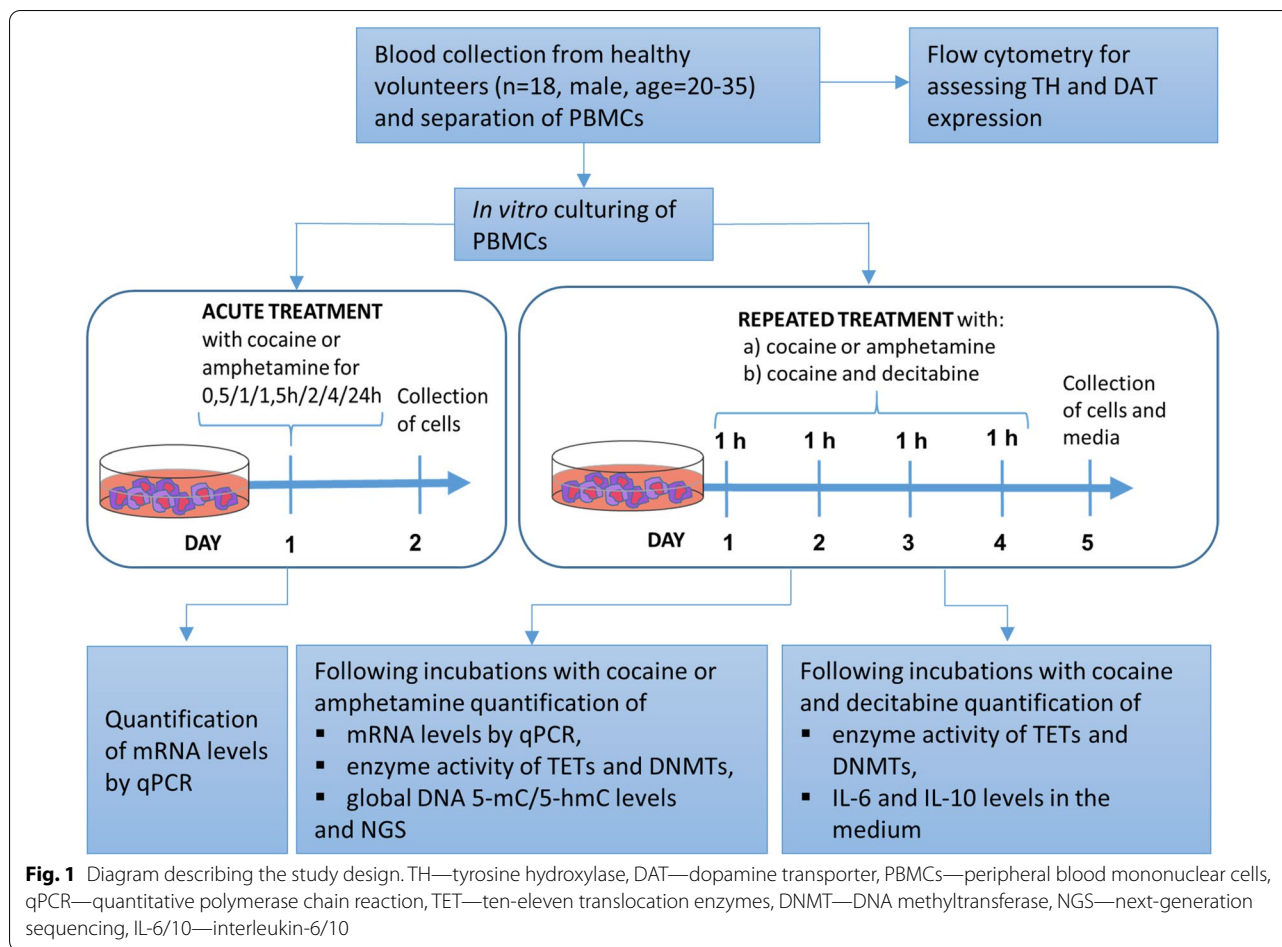 Blood collection from healthy
volunteers (n=18, male, age=20-35)
and separation of PBMCs
Flow cytometry for
assessing TH and DAT
expression
In vitro culturing of
PBMCs
ACUTE TREATMENT
with cocaine or
amphetamine for
0,5/1/1,5h/2/4/24h
Collection
of cells
DAY 1 2
REPEATED TREATMENT with:
a) cocaine or amphetamine
b) cocaine and decitabine
Collection
of cells and
media
1 h 1 h 1 h 1 h
DAY 1 2 3 4 5
Quantification
of mRNA levels
by qPCR
Following incubations with cocaine or
amphetamine quantification of
▪ mRNA levels by qPCR,
▪ enzyme activity of TETs and DNMTs,
▪ global DNA 5-mC/5-hmC levels
and NGS
Following incubations with cocaine
and decitabine quantification of
▪ enzyme activity of TETs and
DNMTs,
▪ IL-6 and IL-10 levels in the
medium
Fig. 1 Diagram describing the study design. TH—tyrosine hydroxylase, DAT—dopamine transporter, PBMCs—peripheral blood mononuclear cells,
qPCR—quantitative polymerase chain reaction, TET—ten-eleven translocation enzymes, DNMT—DNA methyltransferase, NGS—next-generation
sequencing, IL-6/10—interleukin-6/10